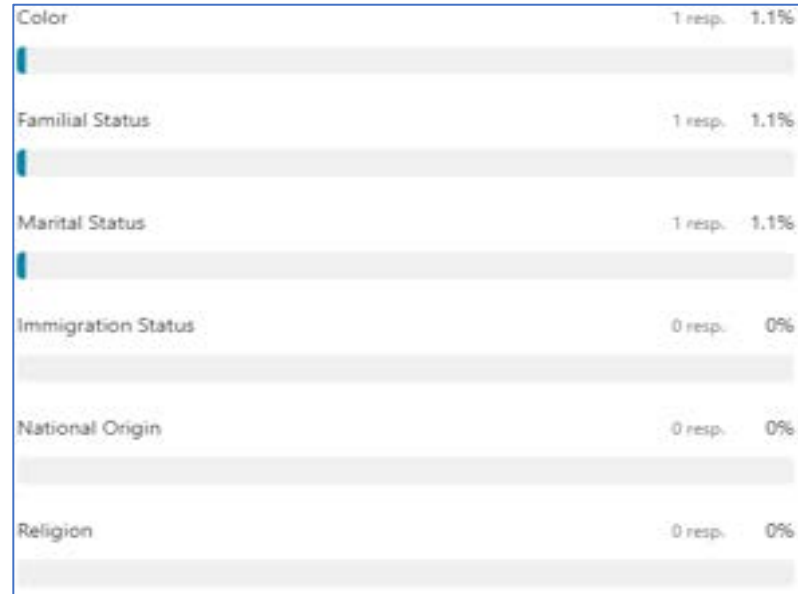 Color 1 resp. 1.1%
Familial Status 1 resp. 1.1%
Marital Status 1 resp. 1.1%
Immigration Status 0 resp. 0%
National Origin 0 resp. 0%
Religion 0 resp. 0%